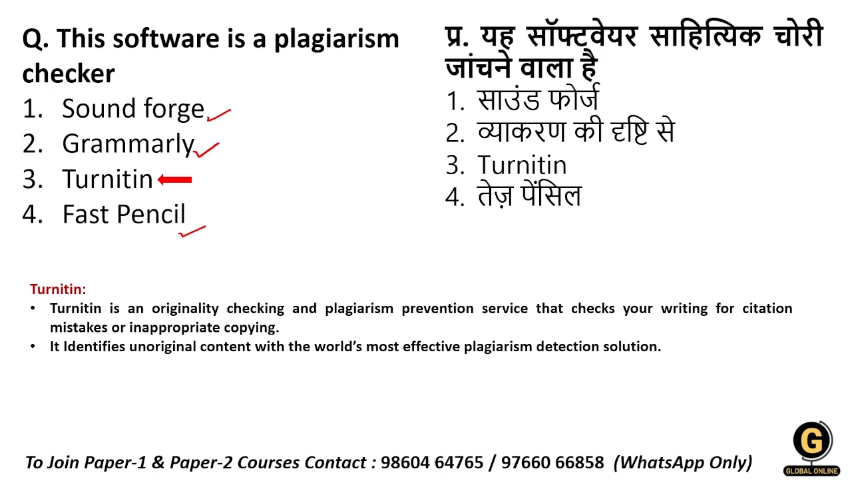 Q. This software is a plagiarism
checker
1. Sound forge
2. Grammarly
3. Turnitin
4. Fast Pencil
प्र. यह सॉफ्टवेयर साहित्यिक चोरी
जांचने वाला है
1. साउंड फोर्ज
2. व्याकरण की दृष्टि से
3. Turnitin
4. तेज़ पेंसिल
Turnitin:
• Turnitin is an originality checking and plagiarism prevention service that checks your writing for citation
mistakes or inappropriate copying.
• It Identifies unoriginal content with the world's most effective plagiarism detection solution.
To Join Paper-1 & Paper-2 Courses Contact : 98604 64765 / 97660 66858 (WhatsApp Only)
G
GLOBAL ONLINE